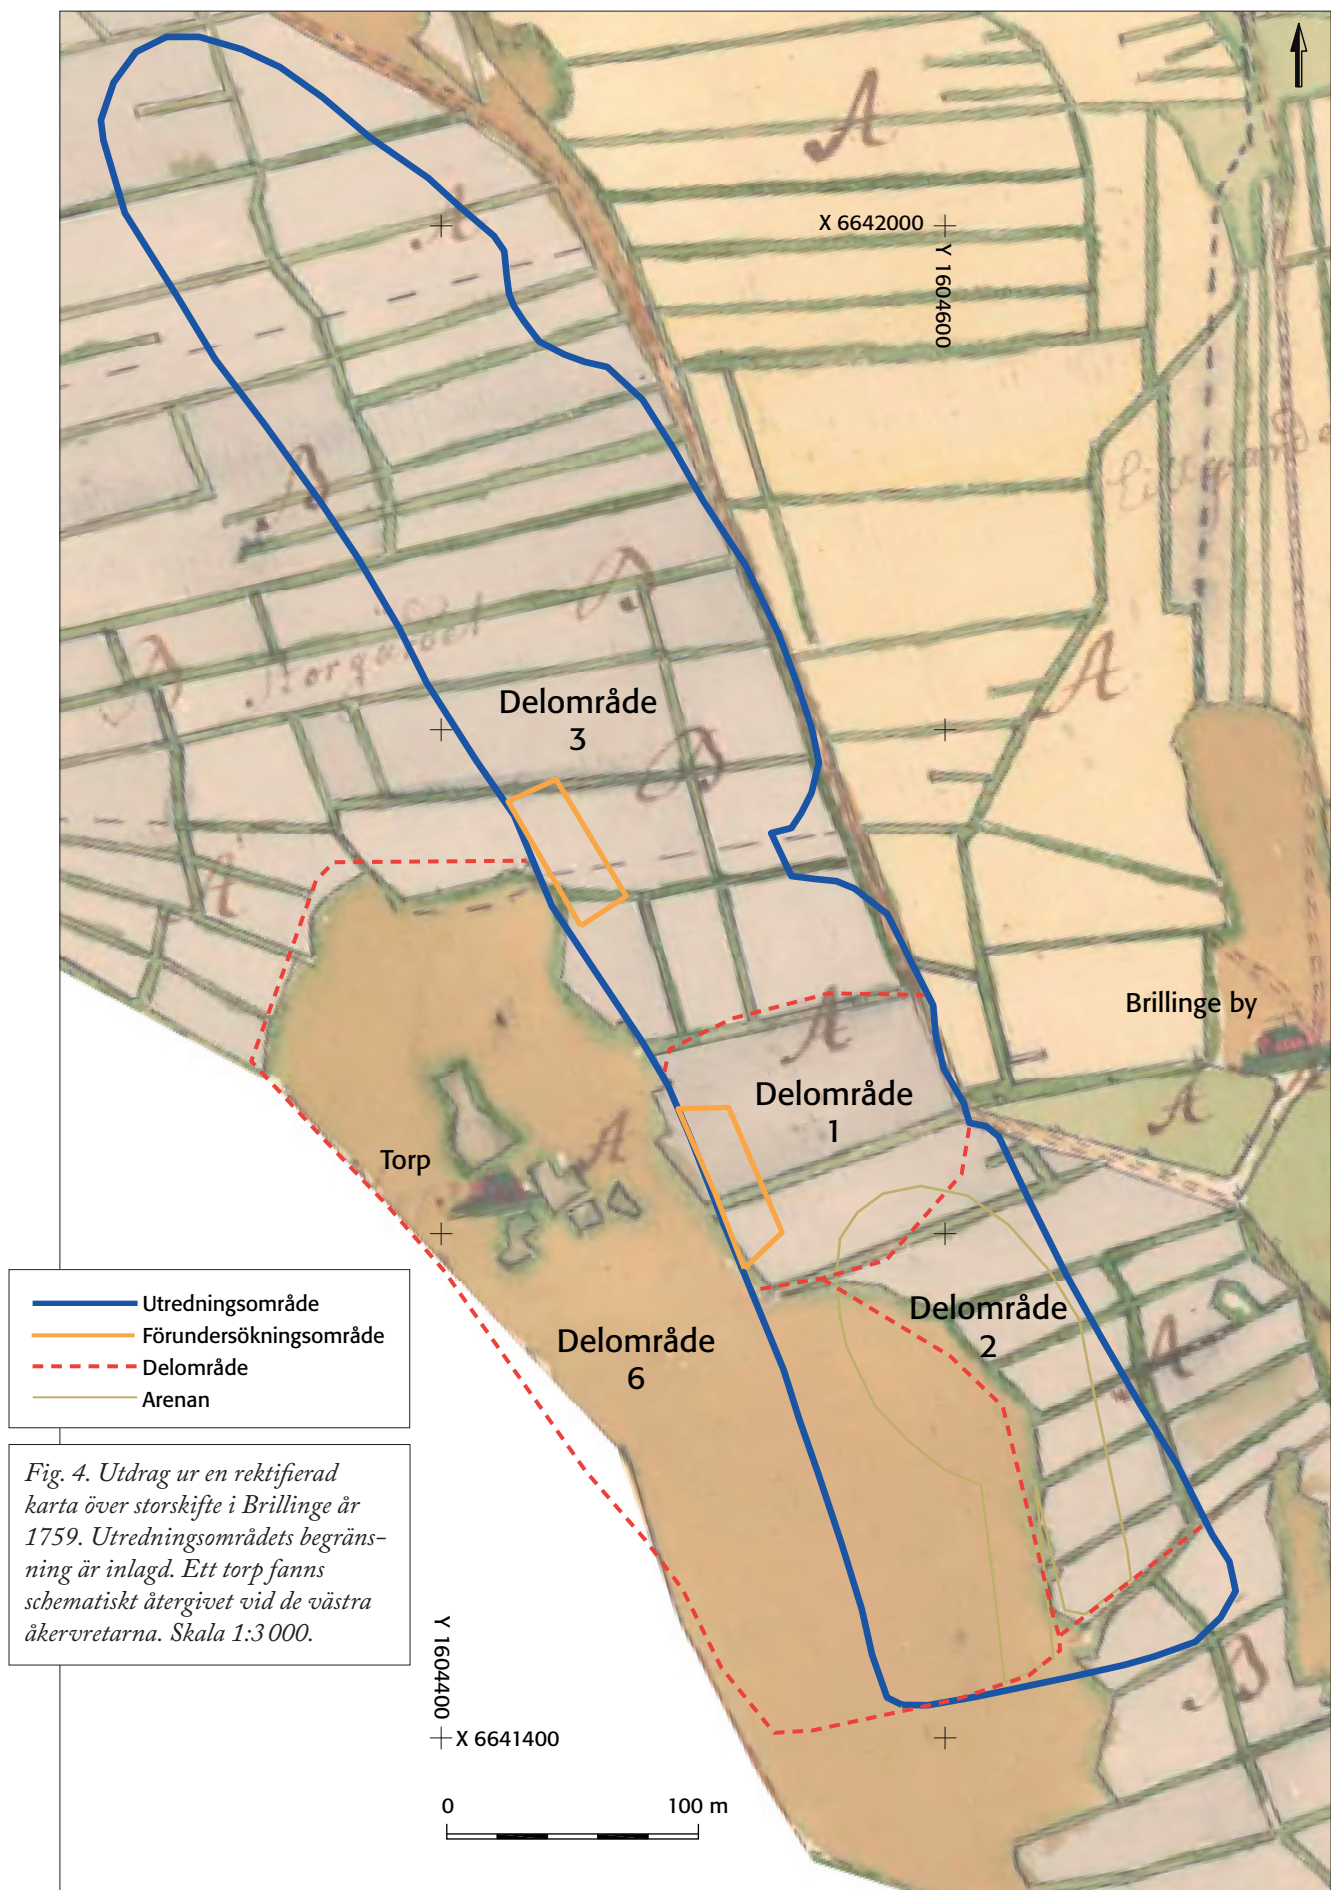 A
X 6642000
Y 1604600
A
A
A
Delområde
3
A
Brillinge by
A
Delområde
1
A
A
Torp
Delområde
2
Delområde
6
A
Utredningsområde
Förundersökningsområde
Delområde
Arenan
Fig. 4. Utdrag ur en rektifierad
karta över storskifte i Brillinge år
1759. Utredningsområdets begräns-
ning är inlagd. Ett torp fanns
schematiskt återgivet vid de västra
åkervretarna. Skala 1:3 000.
Y 1604400
X 6641400
0 100 m